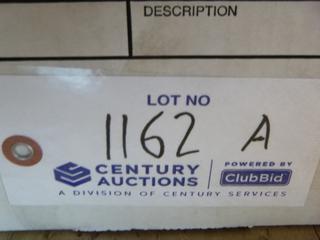 DESCRIPTION
LOT NO
1162 A
CENTURY AUCTIONS POWERED BY ClubBid
A DIVISION OF CENTURY SERVICES